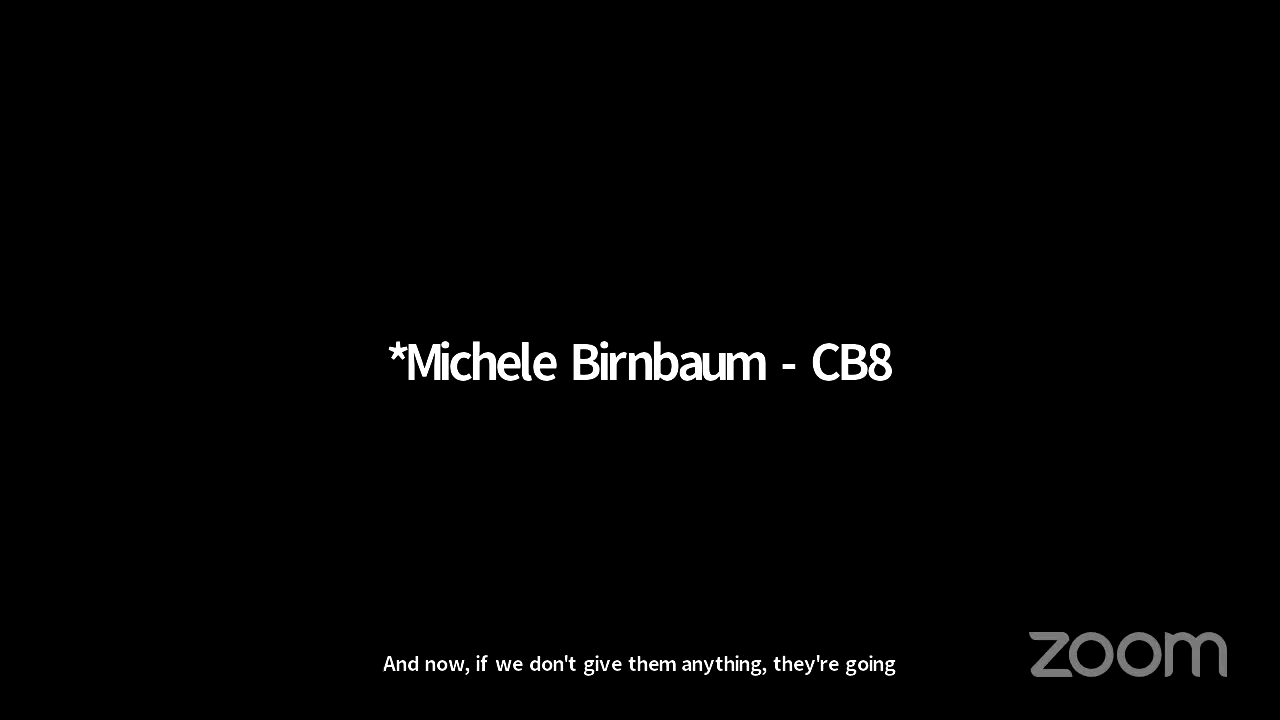 *Michele Birnbaum - CB8
And now, if we don't give them anything, they're going
zoom